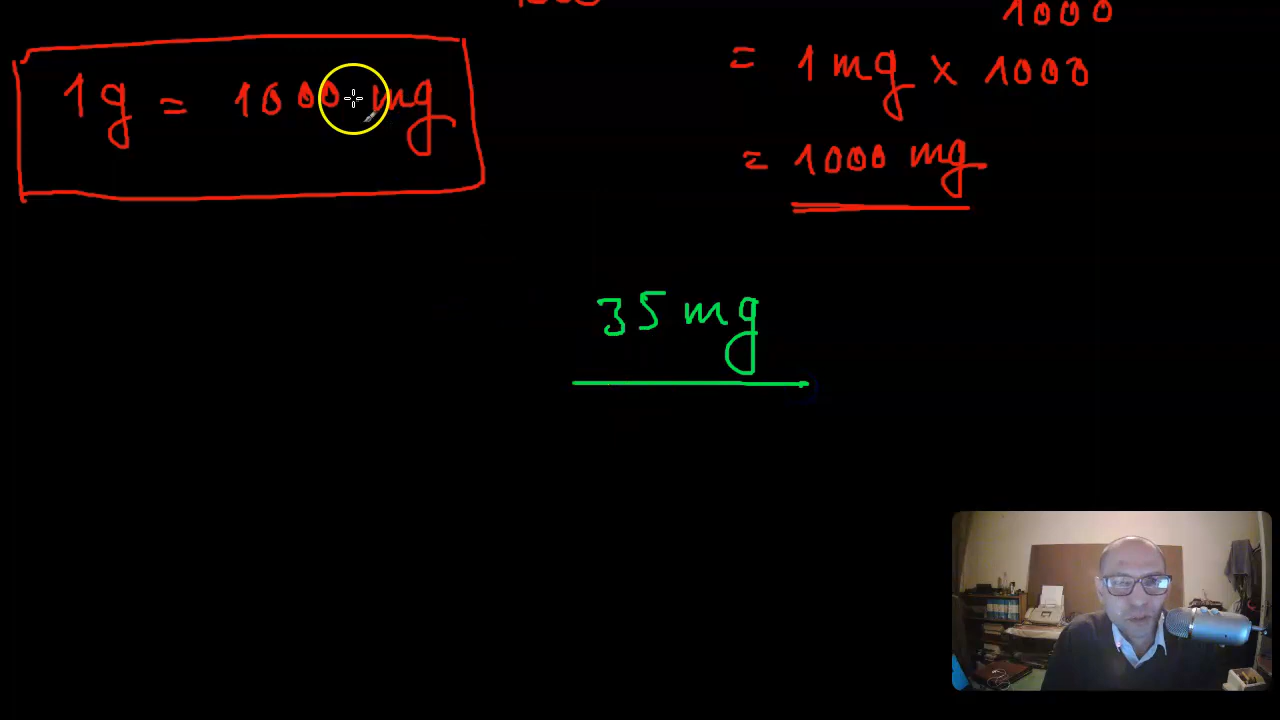 1000
= 1 mg × 1000
1g = 1000 mg
= 1000 mg
35 mg